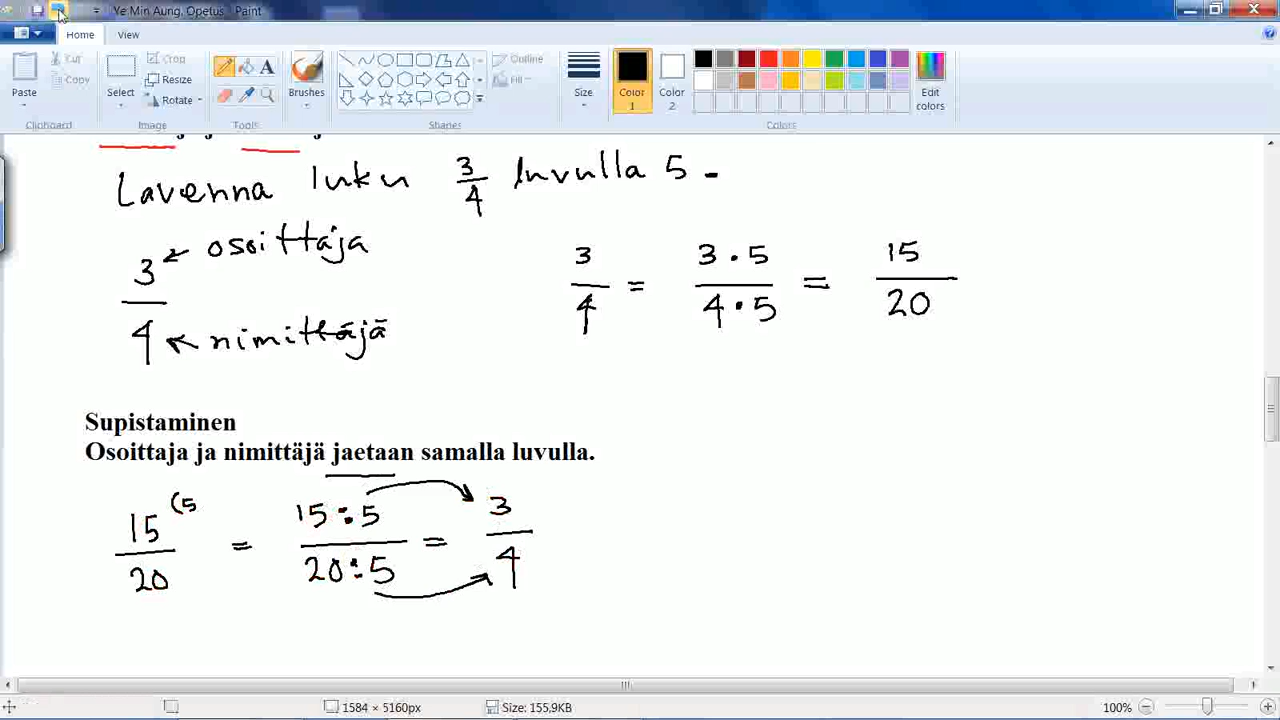 Ye Min Aung. Opetus - Paint
Home View
Paste
Cut
Copy
Select
Crop
Resize
Rotate
Brushes
Outline
Fill
Size
Color 1
Color 2
Edit colors
Clipboard Image Tools Shapes Colors
Lavenna luku 3/4 luvulla 5.
3 ← osoittaja
4 ← nimittäjä
3/4 = 3·5/4·5 = 15/20
Supistaminen
Osoittaja ja nimittäjä jaetaan samalla luvulla.
15/20 (5 = 15:5/20:5 = 3/4
1584 × 5160px
Size: 155,9KB
100%